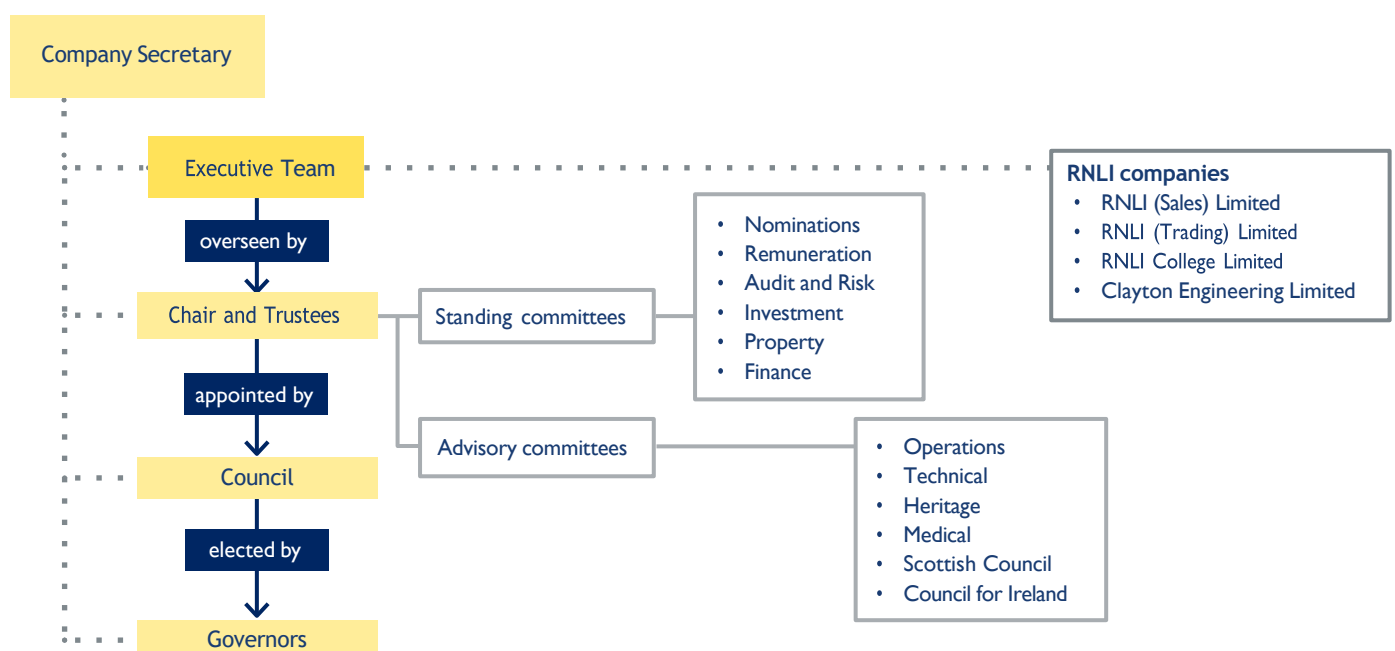 Company Secretary
Executive Team
overseen by
Chair and Trustees
appointed by
Council
elected by
Governors
Standing committees
• Nominations
• Remuneration
• Audit and Risk
• Investment
• Property
• Finance
Advisory committees
• Operations
• Technical
• Heritage
• Medical
• Scottish Council
• Council for Ireland
RNLI companies
• RNLI (Sales) Limited
• RNLI (Trading) Limited
• RNLI College Limited
• Clayton Engineering Limited